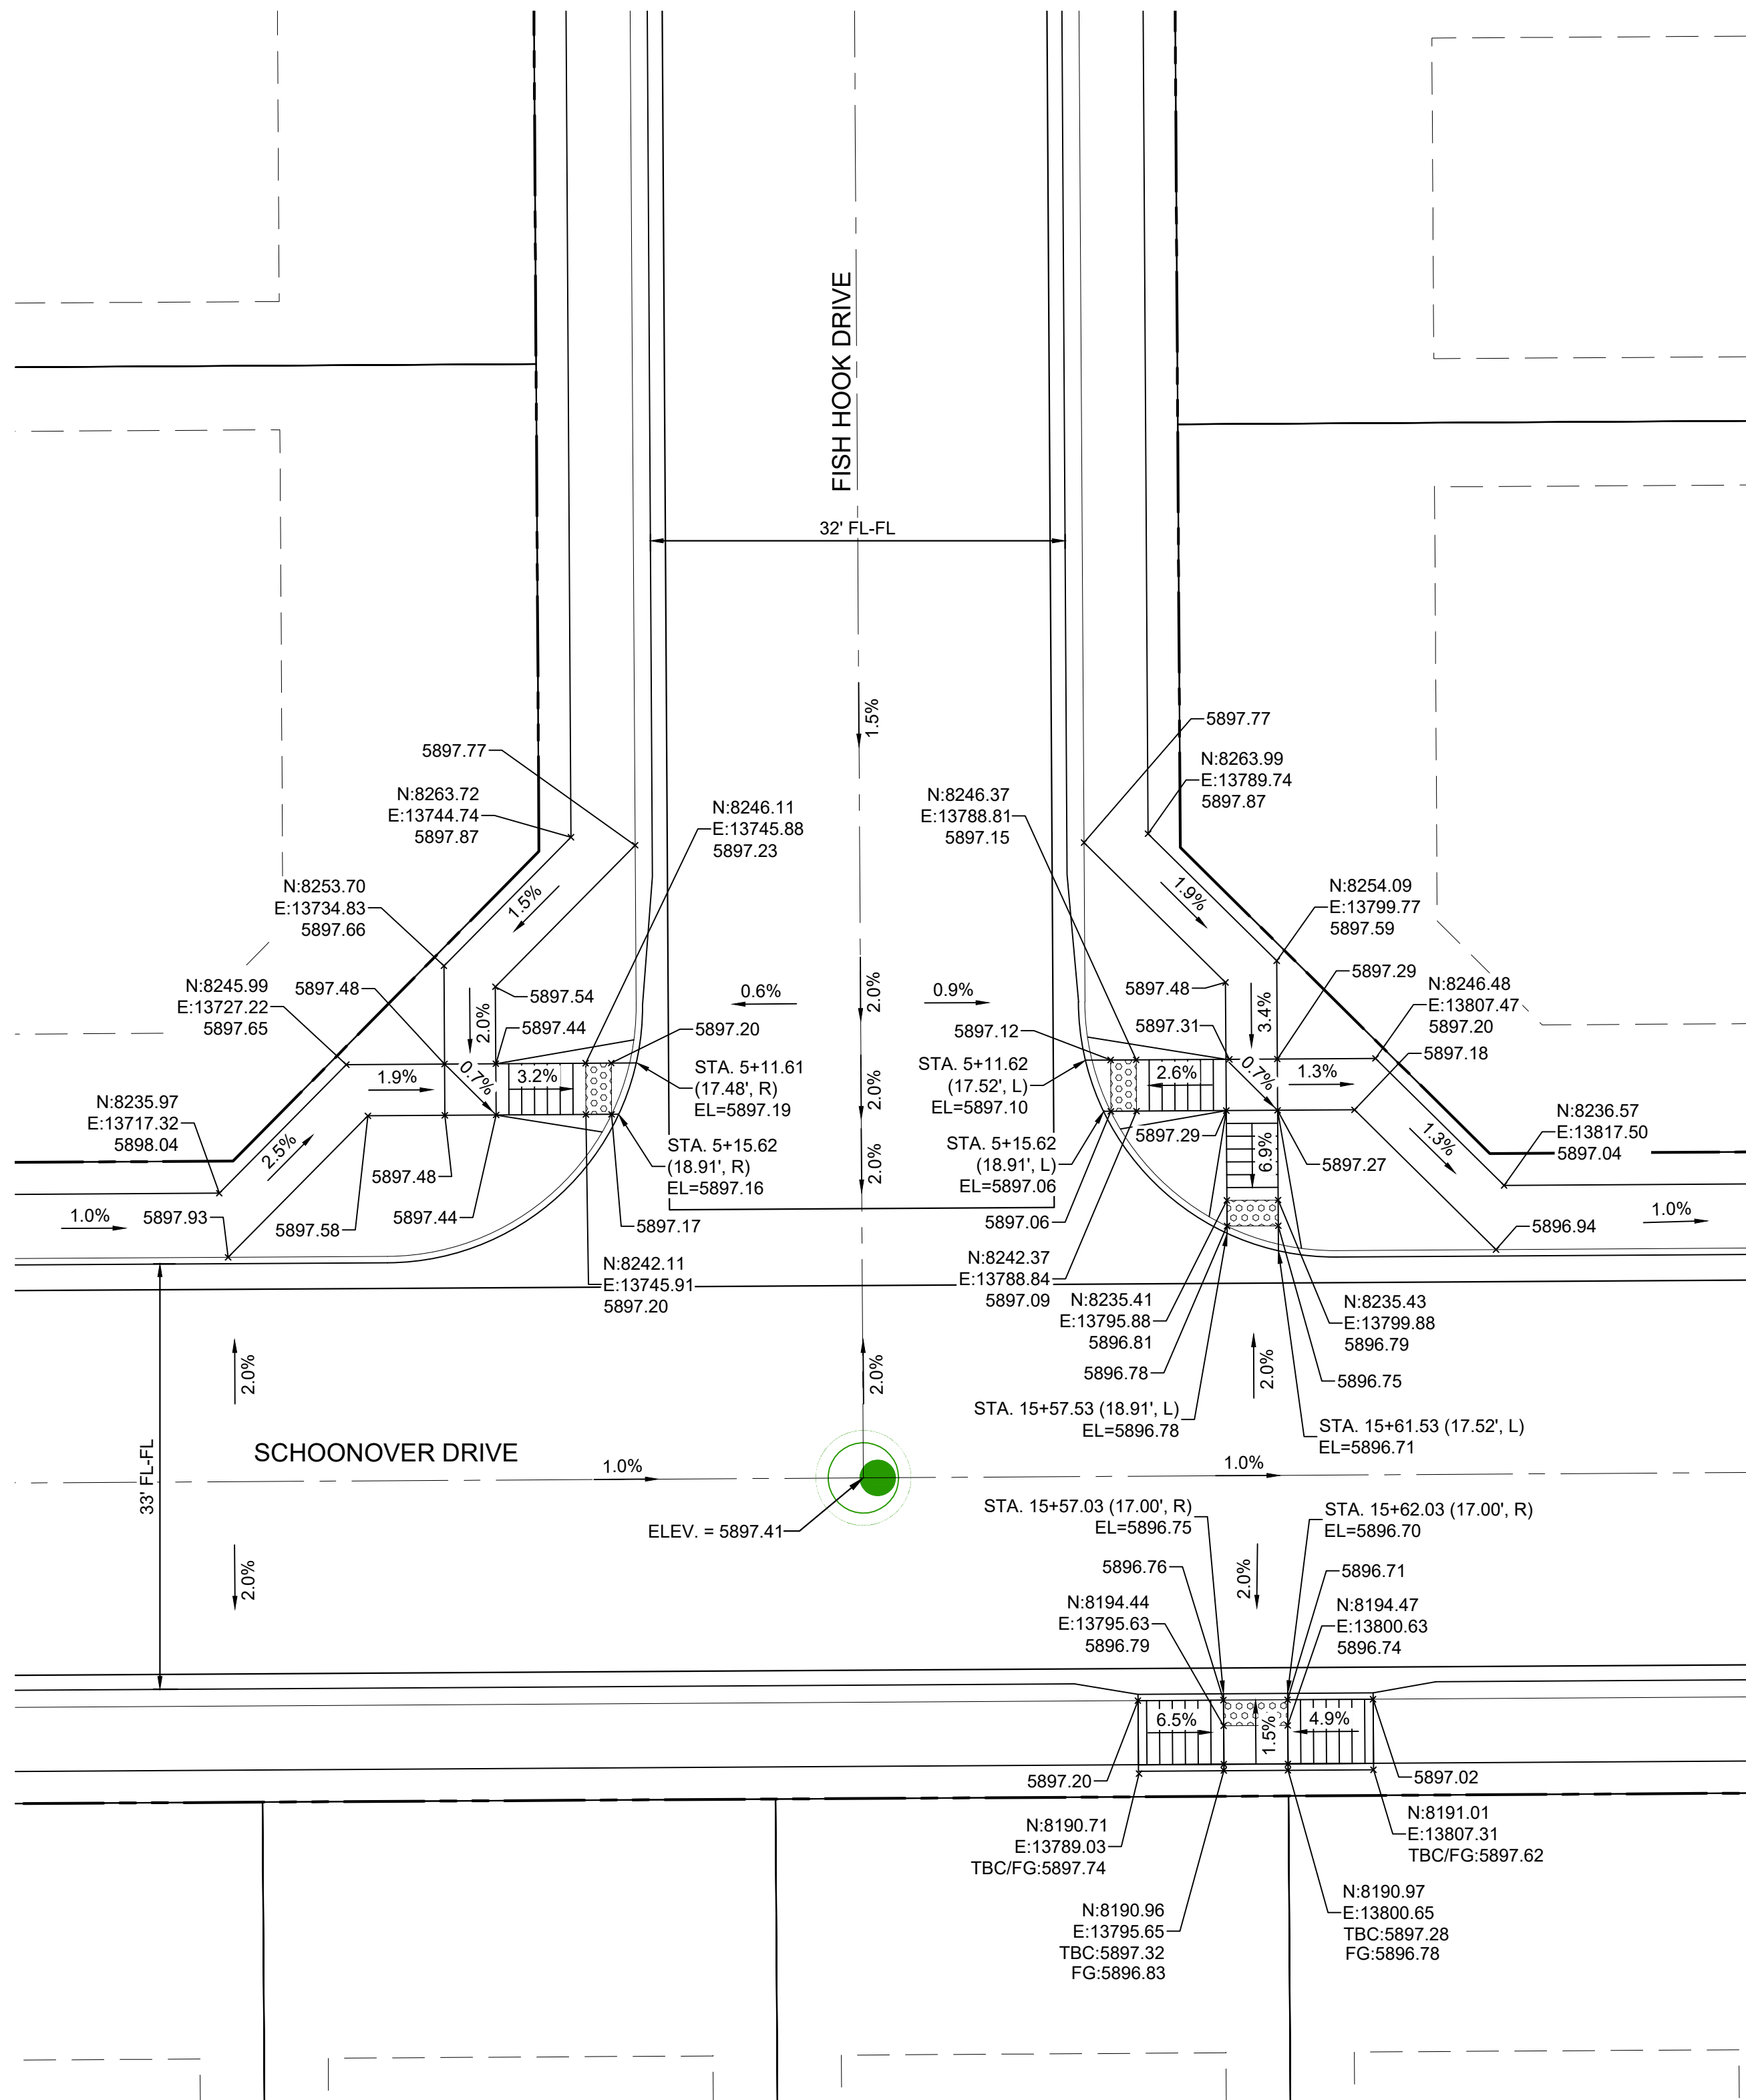 FISH HOOK DRIVE
32' FL-FL
1.5%
5897.77
N:8263.72
E:13744.74
5897.87
N:8246.11
E:13745.88
5897.23
N:8246.37
E:13788.81
5897.15
5897.77
N:8263.99
E:13789.74
5897.87
N:8253.70
E:13734.83
5897.66
1.5%
1.9%
N:8254.09
E:13799.77
5897.59
N:8245.99
E:13727.22
5897.65
5897.48
5897.54
2.0%
5897.44
0.6%
2.0%
0.9%
5897.48
5897.29
N:8246.48
E:13807.47
5897.20
5897.20
5897.12
5897.31
3.4%
5897.18
1.9%
0.7%
3.2%
STA. 5+11.61
(17.48', R)
EL=5897.19
2.0%
STA. 5+11.62
(17.52', L)
EL=5897.10
2.6%
0.7%
1.3%
N:8235.97
E:13717.32
5898.04
2.5%
STA. 5+15.62
(18.91', R)
EL=5897.16
2.0%
STA. 5+15.62
(18.91', L)
EL=5897.06
5897.29
6.9%
5897.27
1.3%
N:8236.57
E:13817.50
5897.04
1.0%
5897.93
5897.58
5897.48
5897.44
5897.17
5897.06
5896.94
1.0%
N:8242.11
E:13745.91
5897.20
N:8242.37
E:13788.84
5897.09
N:8235.41
E:13795.88
5896.81
N:8235.43
E:13799.88
5896.79
2.0%
2.0%
2.0%
5896.78
5896.75
STA. 15+57.53 (18.91', L)
EL=5896.78
STA. 15+61.53 (17.52', L)
EL=5896.71
33' FL-FL
SCHOONOVER DRIVE
1.0%
1.0%
ELEV. = 5897.41
STA. 15+57.03 (17.00', R)
EL=5896.75
STA. 15+62.03 (17.00', R)
EL=5896.70
2.0%
5896.76
2.0%
5896.71
N:8194.44
E:13795.63
5896.79
N:8194.47
E:13800.63
5896.74
6.5%
1.5%
4.9%
5897.20
5897.02
N:8190.71
E:13789.03
TBC/FG:5897.74
N:8191.01
E:13807.31
TBC/FG:5897.62
N:8190.96
E:13795.65
TBC:5897.32
FG:5896.83
N:8190.97
E:13800.65
TBC:5897.28
FG:5896.78